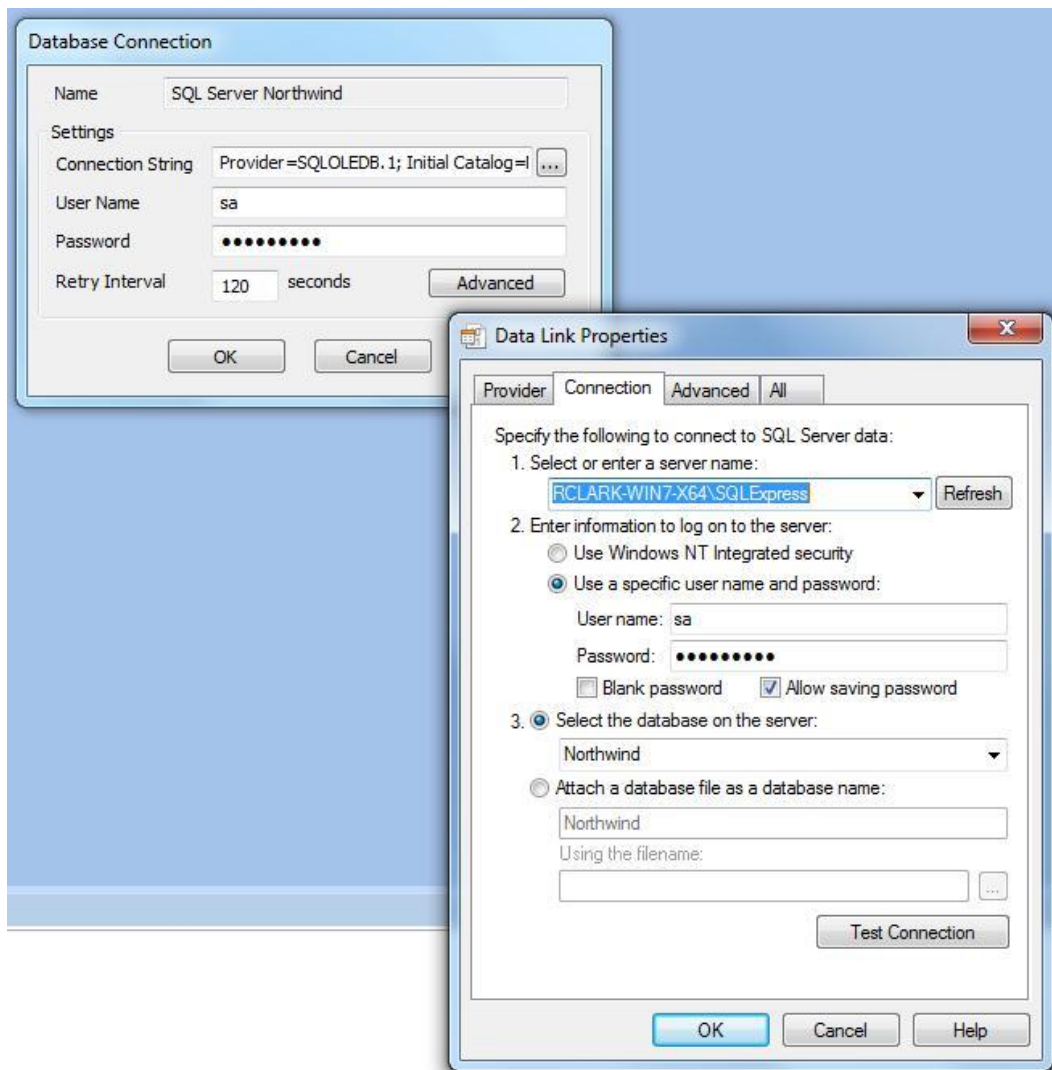 Database Connection
Name SQL Server Northwind
Settings
Connection String Provider=SQLOLEDB.1; Initial Catalog=I ...
User Name sa
Password •••••••••
Retry Interval 120 seconds Advanced
OK Cancel
Data Link Properties
Provider Connection Advanced All
Specify the following to connect to SQL Server data:
1. Select or enter a server name:
RCLARK-WIN7-X64\SQLExpress Refresh
2. Enter information to log on to the server:
Use Windows NT Integrated security
Use a specific user name and password:
User name: sa
Password: •••••••••
Blank password Allow saving password
3. Select the database on the server:
Northwind
Attach a database file as a database name:
Northwind
Using the filename:
...
Test Connection
OK Cancel Help